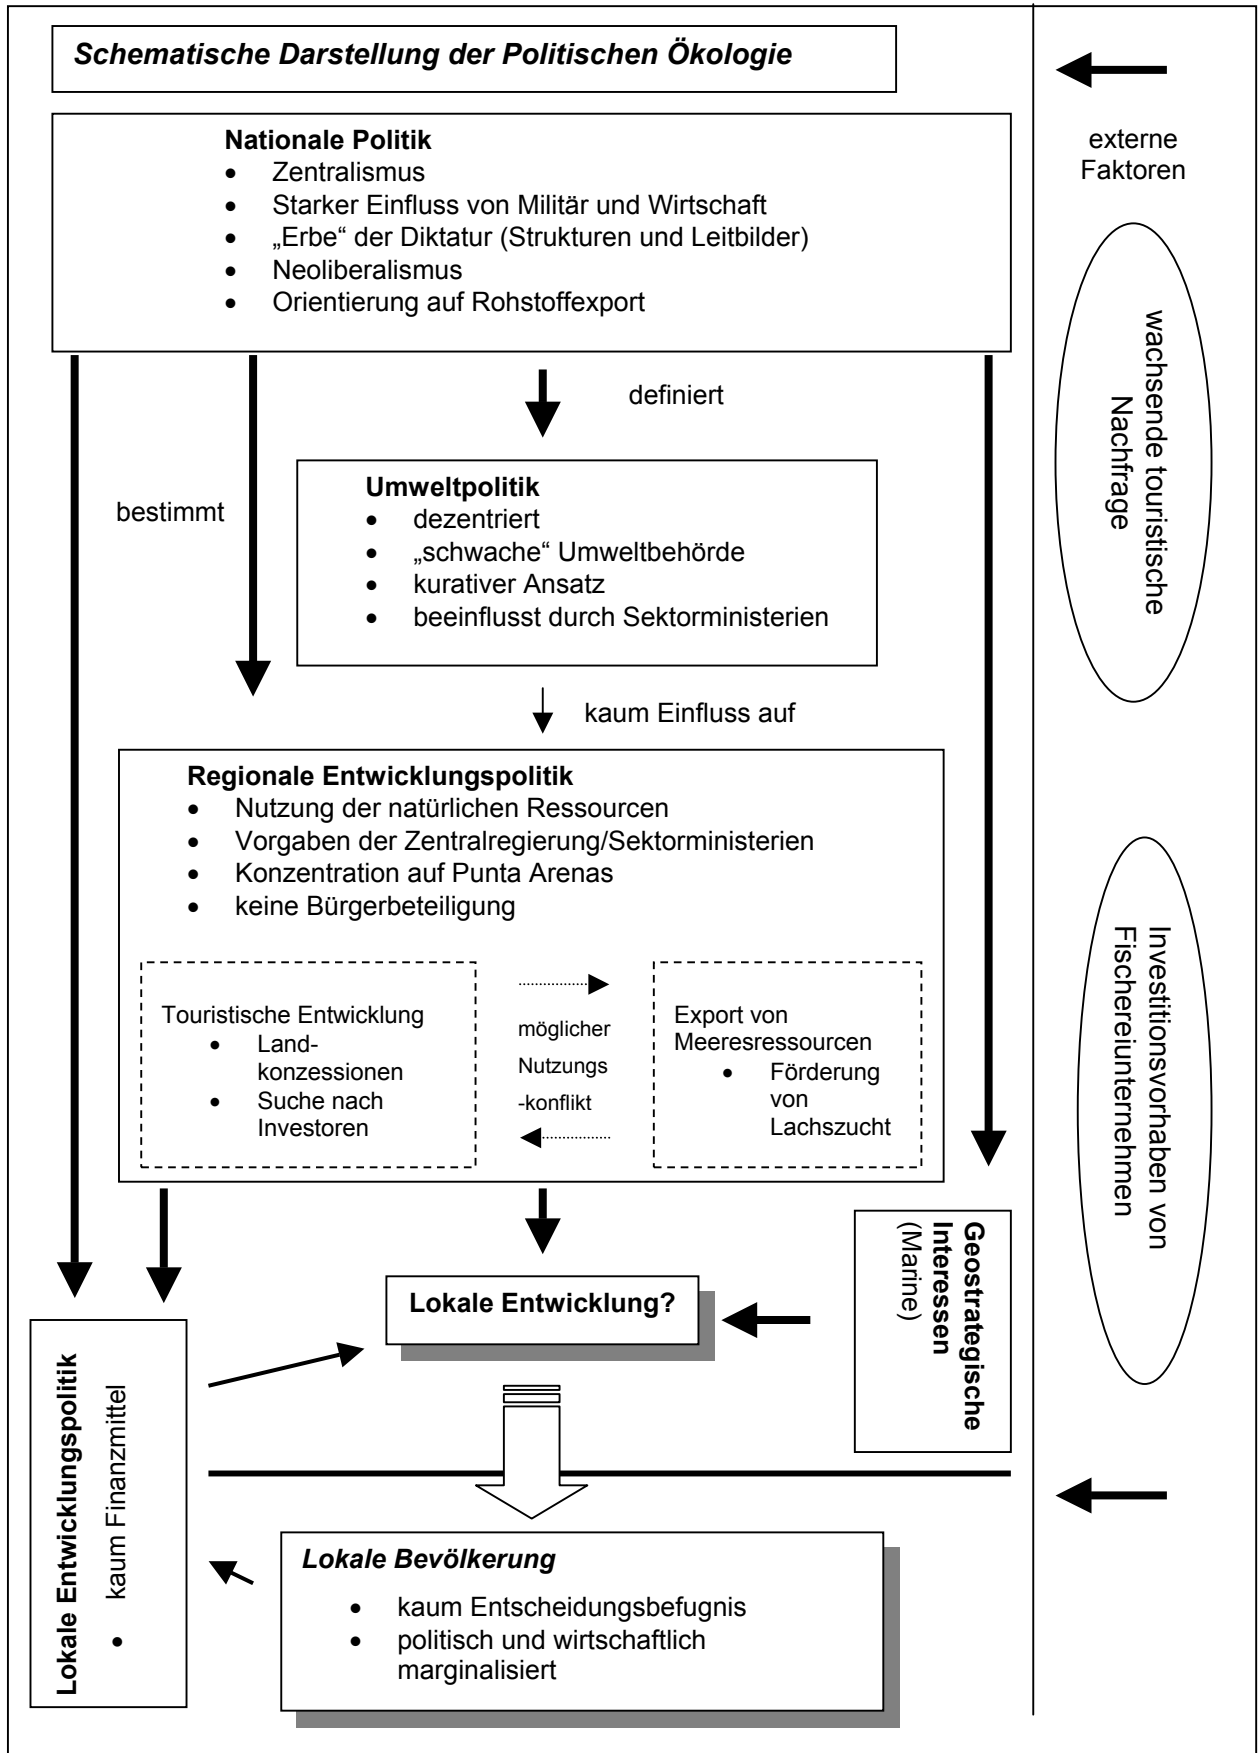 Schematische Darstellung der Politischen Ökologie
Nationale Politik
• Zentralismus
• Starker Einfluss von Militär und Wirtschaft
• „Erbe“ der Diktatur (Strukturen und Leitbilder)
• Neoliberalismus
• Orientierung auf Rohstoffexport
externe
Faktoren
wachsende touristische
Nachfrage
definiert
bestimmt
Umweltpolitik
• dezentriert
• „schwache“ Umweltbehörde
• kurativer Ansatz
• beeinflusst durch Sektorministerien
kaum Einfluss auf
Regionale Entwicklungspolitik
• Nutzung der natürlichen Ressourcen
• Vorgaben der Zentralregierung/Sektorministerien
• Konzentration auf Punta Arenas
• keine Bürgerbeteiligung
Touristische Entwicklung
• Land-
konzessionen
• Suche nach
Investoren
möglicher
Nutzungs
-konflikt
Export von
Meeresressourcen
• Förderung
von
Lachszucht
Investitionsvorhaben von
Fischereiunternehmen
Geostrategische
Interessen
(Marine)
Lokale Entwicklung?
Lokale Entwicklungspolitik
• kaum Finanzmittel
Lokale Bevölkerung
• kaum Entscheidungsbefugnis
• politisch und wirtschaftlich
marginalisiert